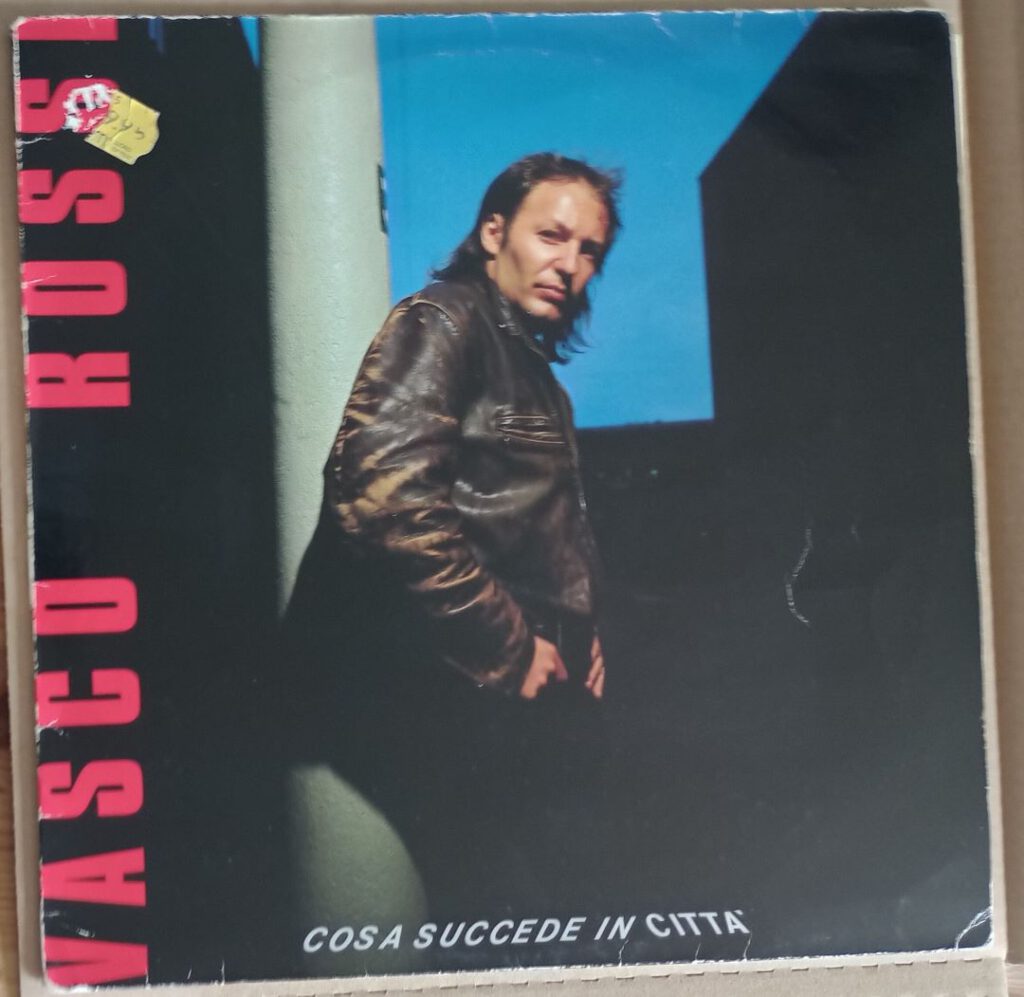 VASCO ROSSI
COSA SUCCEDE IN CITTA'